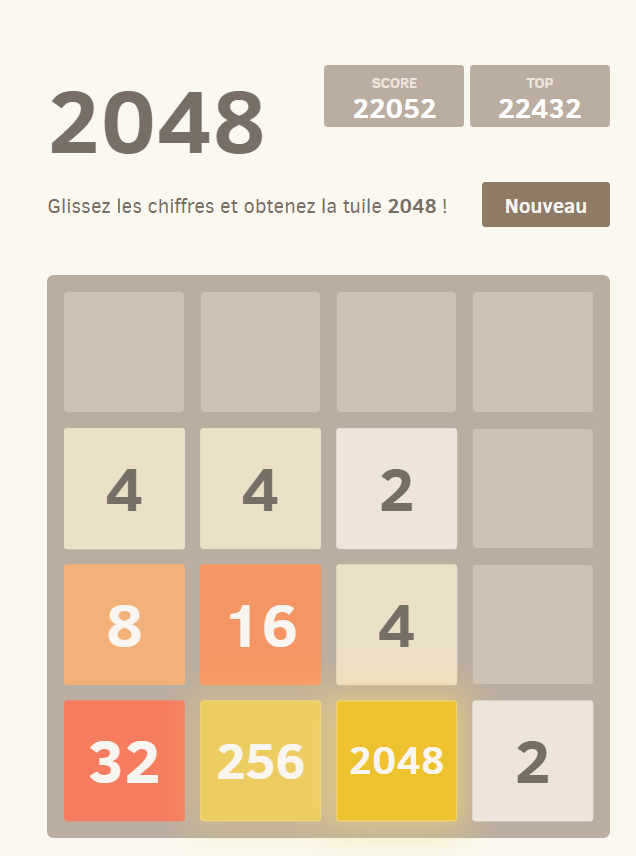 2048
SCORE
22052
TOP
22432
Glissez les chiffres et obtenez la tuile 2048 !
Nouveau
4 4 2
8 16 4
32 256 2048 2